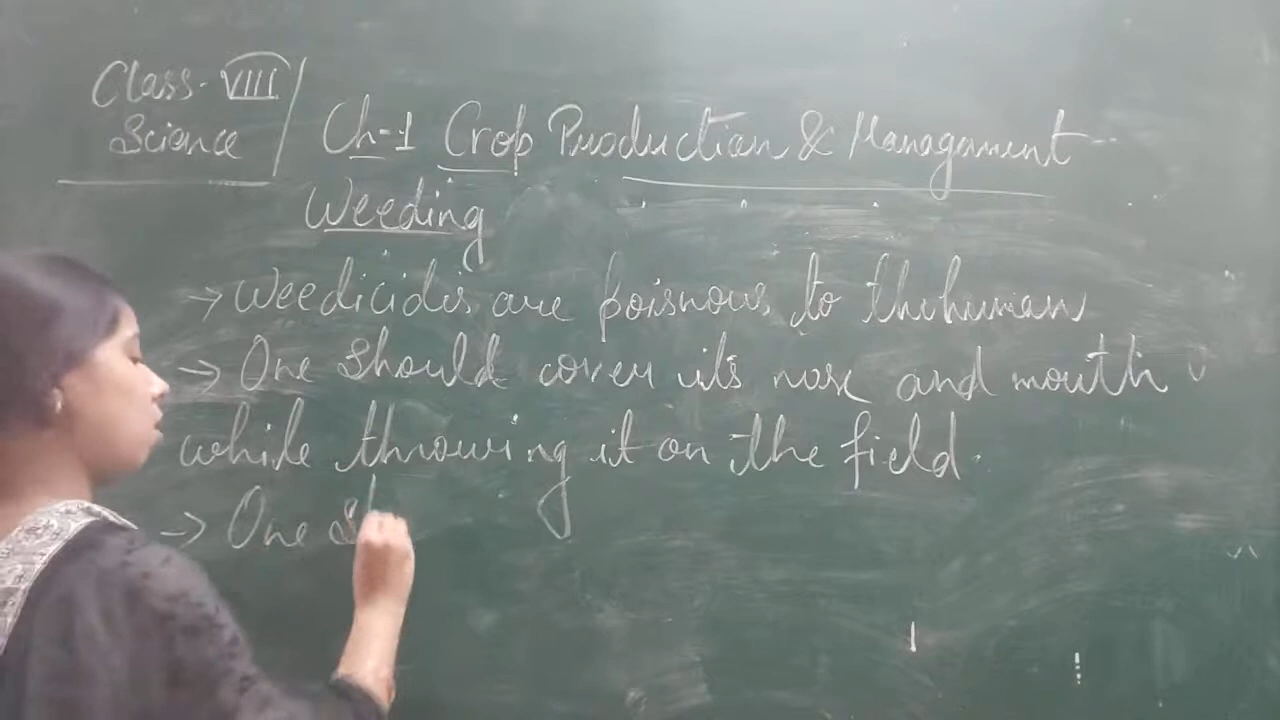 Class-VIII
Science
Ch-1 Crop Production & Management
Weeding
→ Weedicides are poisnous to the human
→ One should cover it's nose and mouth
while throwing it on the field.
→ One s